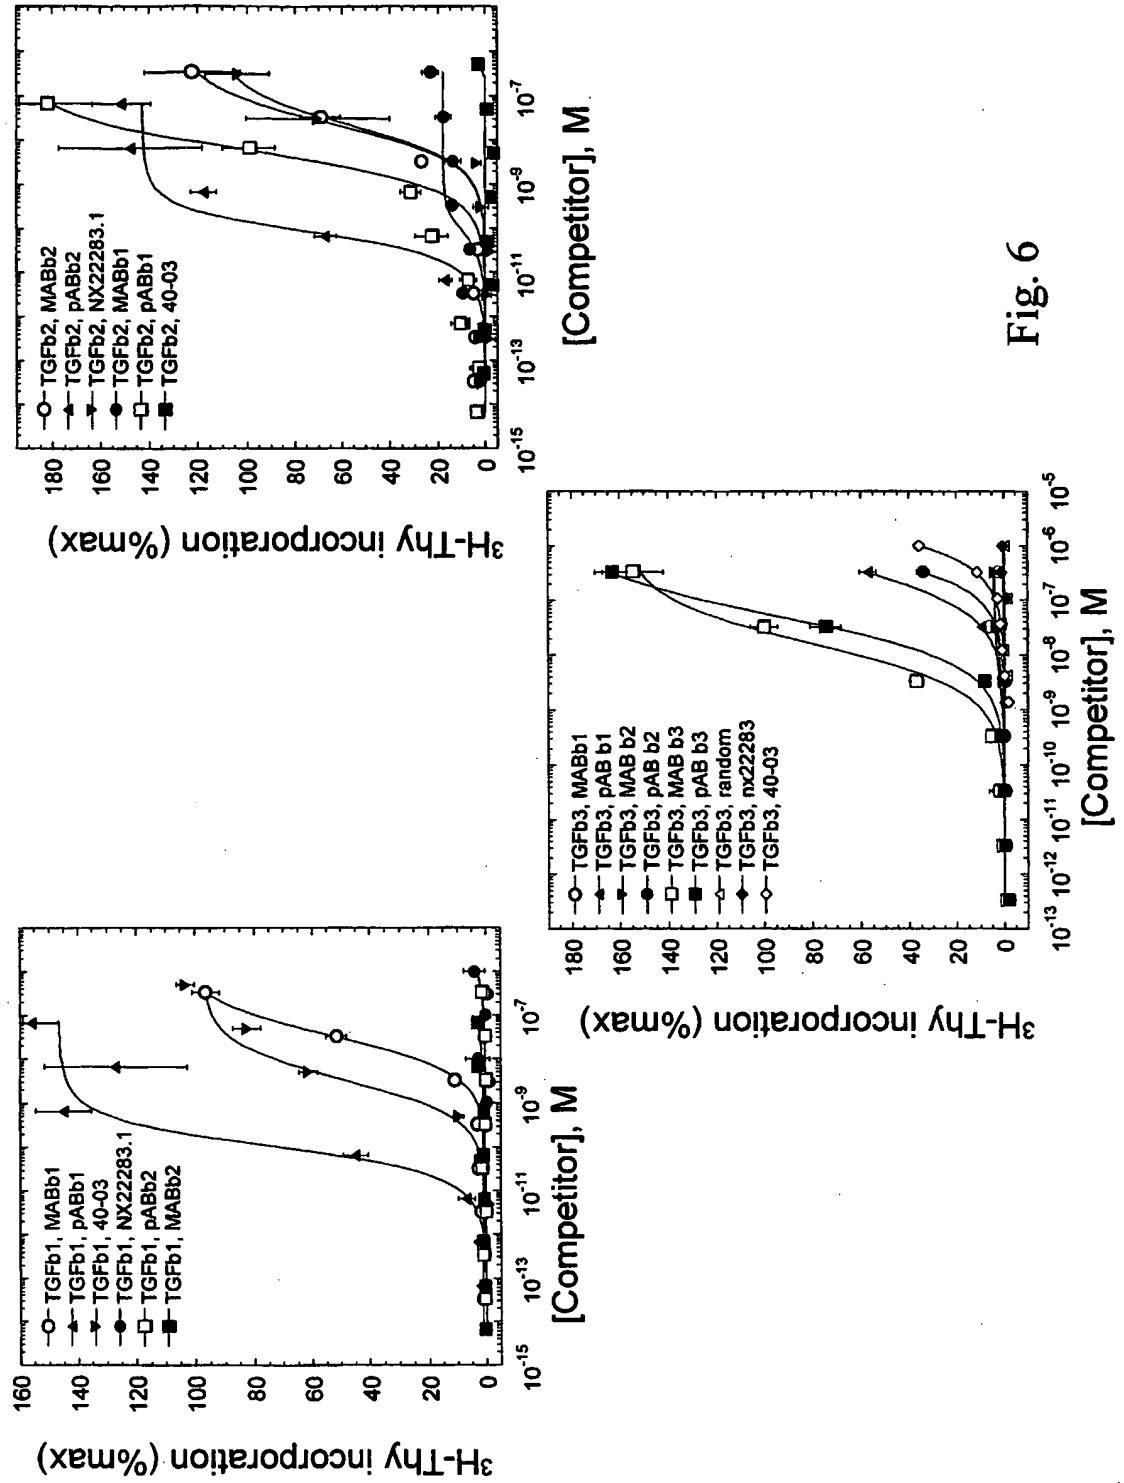 ³H-Thy incorporation (%max)
160
140
120
100
80
60
40
20
0
TGFb1, MABb1
TGFb1, pABb1
TGFb1, 40-03
TGFb1, NX22283.1
TGFb1, pABb2
TGFb1, MABb2
10⁻¹⁵ 10⁻¹³ 10⁻¹¹ 10⁻⁹ 10⁻⁷
[Competitor], M
³H-Thy incorporation (%max)
180
160
140
120
100
80
60
40
20
0
TGFb2, MABb2
TGFb2, pABb2
TGFb2, NX22283.1
TGFb2, MABb1
TGFb2, pABb1
TGFb2, 40-03
10⁻¹⁵ 10⁻¹³ 10⁻¹¹ 10⁻⁹ 10⁻⁷
[Competitor], M
³H-Thy incorporation (%max)
180
160
140
120
100
80
60
40
20
0
TGFb3, MABb1
TGFb3, pAB b1
TGFb3, MAB b2
TGFb3, pAB b2
TGFb3, MAB b3
TGFb3, pAB b3
TGFb3, random
TGFb3, nx22283
TGFb3, 40-03
10⁻¹³ 10⁻¹² 10⁻¹¹ 10⁻¹⁰ 10⁻⁹ 10⁻⁸ 10⁻⁷ 10⁻⁶ 10⁻⁵
[Competitor], M
Fig. 6